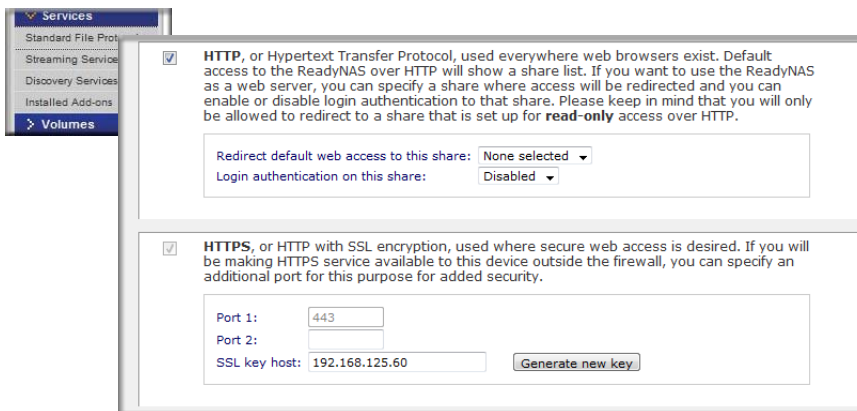 Services
Standard File
Streaming Service
Discovery Services
Installed Add-ons
> Volumes
HTTP, or Hypertext Transfer Protocol, used everywhere web browsers exist. Default
access to the ReadyNAS over HTTP will show a share list. If you want to use the ReadyNAS
as a web server, you can specify a share where access will be redirected and you can
enable or disable login authentication to that share. Please keep in mind that you will only
be allowed to redirect to a share that is set up for read-only access over HTTP.
Redirect default web access to this share: None selected
Login authentication on this share: Disabled
HTTPS, or HTTP with SSL encryption, used where secure web access is desired. If you will
be making HTTPS service available to this device outside the firewall, you can specify an
additional port for this purpose for added security.
Port 1: 443
Port 2:
SSL key host: 192.168.125.60 Generate new key